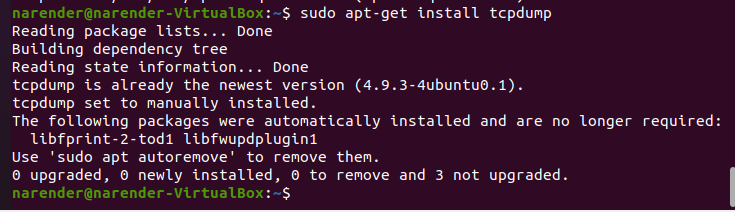 narender@narender-VirtualBox:~$ sudo apt-get install tcpdump
Reading package lists... Done
Building dependency tree
Reading state information... Done
tcpdump is already the newest version (4.9.3-4ubuntu0.1).
tcpdump set to manually installed.
The following packages were automatically installed and are no longer required:
  libfprint-2-tod1 libfwupdplugin1
Use 'sudo apt autoremove' to remove them.
0 upgraded, 0 newly installed, 0 to remove and 3 not upgraded.
narender@narender-VirtualBox:~$